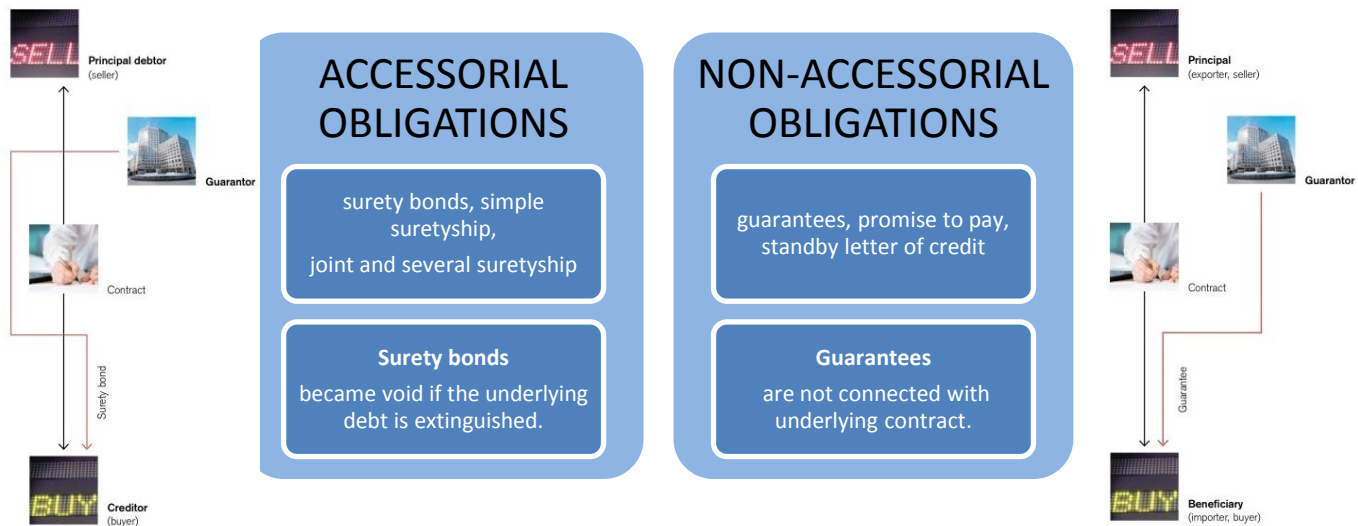 SELL
Principal debtor
(seller)
Guarantor
Contract
Surety bond
BUY
Creditor
(buyer)
ACCESSORIAL
OBLIGATIONS
surety bonds, simple
suretyship,
joint and several suretyship
Surety bonds
became void if the underlying
debt is extinguished.
NON-ACCESSORIAL
OBLIGATIONS
guarantees, promise to pay,
standby letter of credit
Guarantees
are not connected with
underlying contract.
SELL
Principal
(exporter, seller)
Guarantor
Contract
Guarantee
BUY
Beneficiary
(importer, buyer)